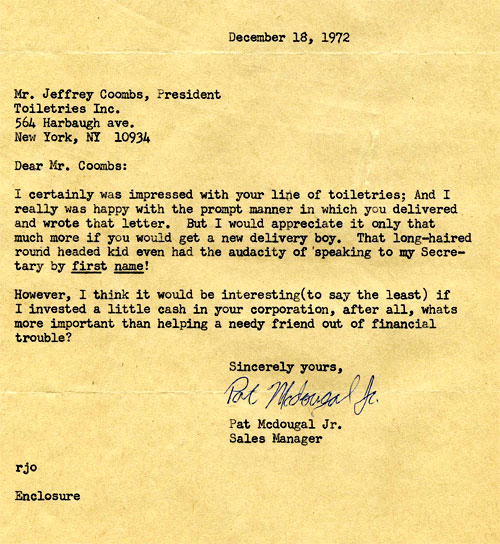 December 18, 1972
Mr. Jeffrey Coombs, President
Toiletries Inc.
564 Harbaugh ave.
New York, NY 10934
Dear Mr. Coombs:
I certainly was impressed with your line of toiletries; And I
really was happy with the prompt manner in which you delivered
and wrote that letter. But I would appreciate it only that
much more if you would get a new delivery boy. That long-haired
round headed kid even had the audacity of speaking to my Secre-
tary by first name!
However, I think it would be interesting(to say the least) if
I invested a little cash in your corporation, after all, whats
more important than helping a needy friend out of financial
trouble?
Sincerely yours,
Pat Mcdougal Jr.
Pat Mcdougal Jr.
Sales Manager
rjo
Enclosure